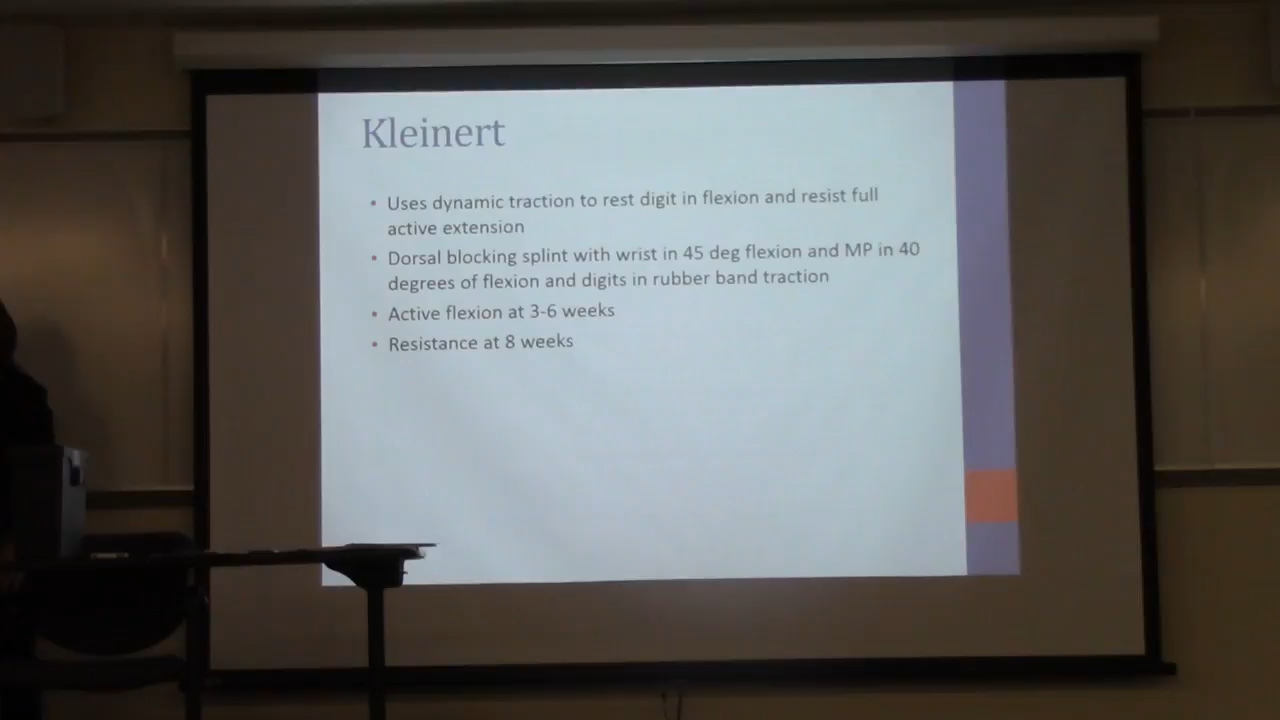 Kleinert
• Uses dynamic traction to rest digit in flexion and resist full
active extension
• Dorsal blocking splint with wrist in 45 deg flexion and MP in 40
degrees of flexion and digits in rubber band traction
• Active flexion at 3-6 weeks
• Resistance at 8 weeks